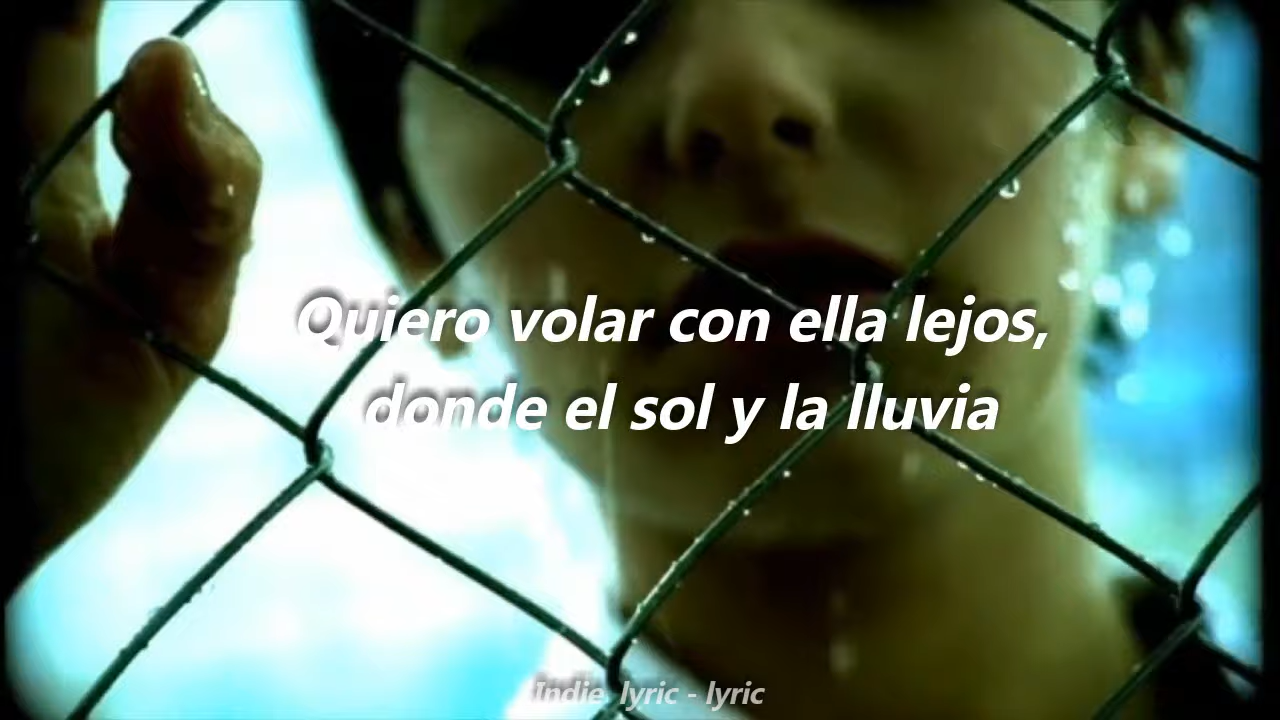 Quiero volar con ella lejos,
donde el sol y la lluvia
Indie lyric - lyric